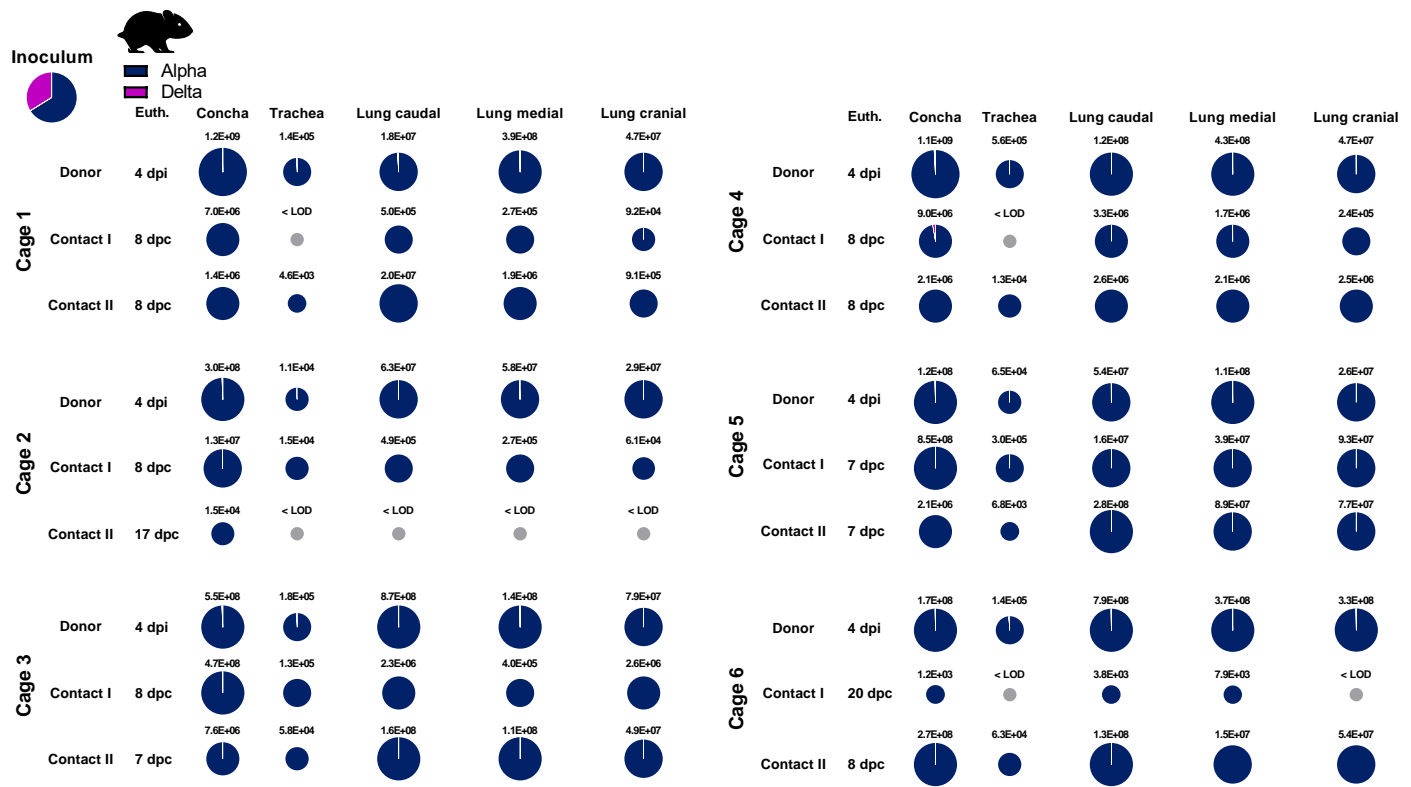 Inoculum
Alpha
Delta
Euth. Concha Trachea Lung caudal Lung medial Lung cranial
Cage 1
1.2E+09 1.4E+05 1.8E+07 3.9E+08 4.7E+07
Donor 4 dpi
7.0E+06 < LOD 5.0E+05 2.7E+05 9.2E+04
Contact I 8 dpc
1.4E+06 4.6E+03 2.0E+07 1.9E+06 9.1E+05
Contact II 8 dpc
Cage 2
3.0E+08 1.1E+04 6.3E+07 5.8E+07 2.9E+07
Donor 4 dpi
1.3E+07 1.5E+04 4.9E+05 2.7E+05 6.1E+04
Contact I 8 dpc
1.5E+04 < LOD < LOD < LOD < LOD
Contact II 17 dpc
Cage 3
5.5E+08 1.8E+05 8.7E+08 1.4E+08 7.9E+07
Donor 4 dpi
4.7E+08 1.3E+05 2.3E+06 4.0E+05 2.6E+06
Contact I 8 dpc
7.6E+06 5.8E+04 1.6E+08 1.1E+08 4.9E+07
Contact II 7 dpc
Euth. Concha Trachea Lung caudal Lung medial Lung cranial
Cage 4
1.1E+09 5.6E+05 1.2E+08 4.3E+08 4.7E+07
Donor 4 dpi
9.0E+06 < LOD 3.3E+06 1.7E+06 2.4E+05
Contact I 8 dpc
2.1E+06 1.3E+04 2.6E+06 2.1E+06 2.5E+06
Contact II 8 dpc
Cage 5
1.2E+08 6.5E+04 5.4E+07 1.1E+08 2.6E+07
Donor 4 dpi
8.5E+08 3.0E+05 1.6E+07 3.9E+07 9.3E+07
Contact I 7 dpc
2.1E+06 6.8E+03 2.8E+08 8.9E+07 7.7E+07
Contact II 7 dpc
Cage 6
1.7E+08 1.4E+05 7.9E+08 3.7E+08 3.3E+08
Donor 4 dpi
1.2E+03 < LOD 3.8E+03 7.9E+03 < LOD
Contact I 20 dpc
2.7E+08 6.3E+04 1.3E+08 1.5E+07 5.4E+07
Contact II 8 dpc